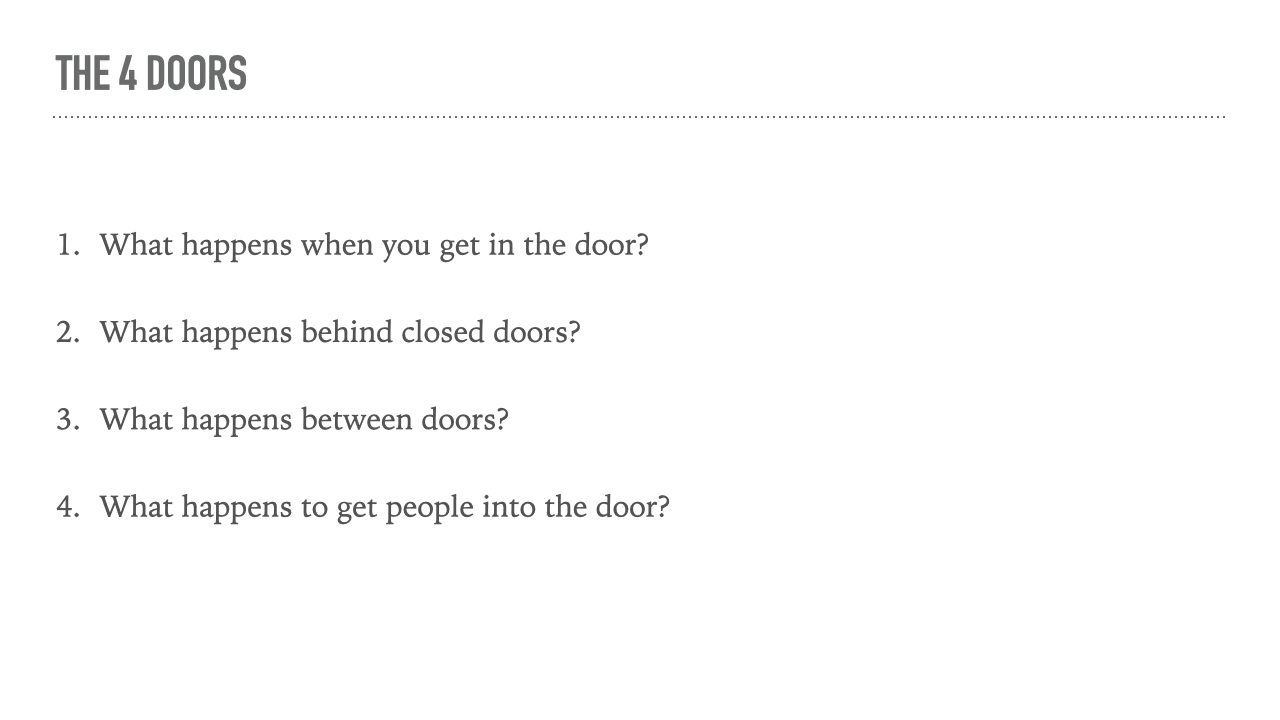 THE 4 DOORS
1. What happens when you get in the door?
2. What happens behind closed doors?
3. What happens between doors?
4. What happens to get people into the door?